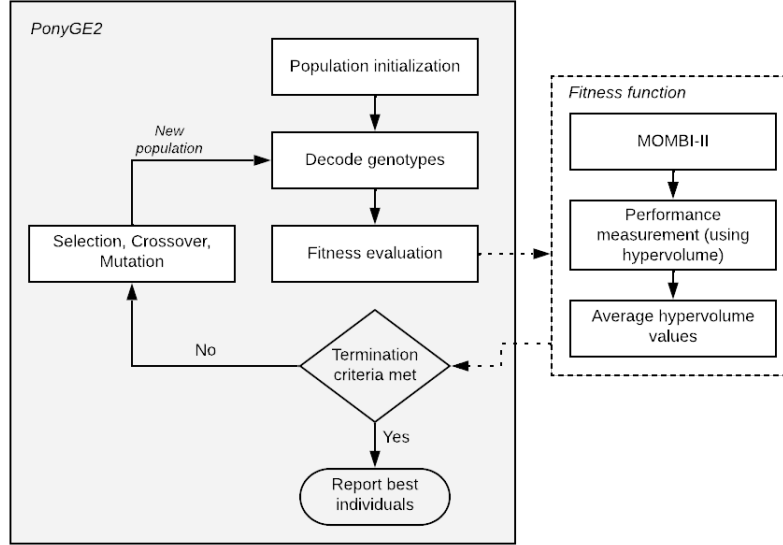 PonyGE2
Population initialization
New
population
Decode genotypes
Selection, Crossover,
Mutation
Fitness evaluation
No
Termination
criteria met
Yes
Report best
individuals
Fitness function
MOMBI-II
Performance
measurement (using
hypervolume)
Average hypervolume
values